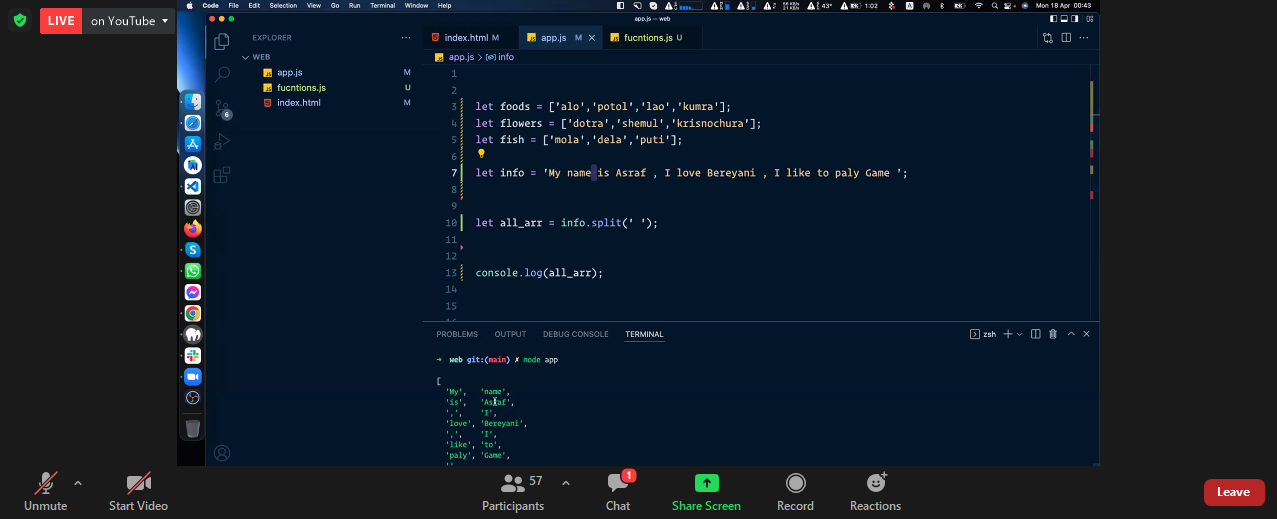 LIVE on YouTube
Code File Edit Selection View Go Run Terminal Window Help
43° 1:02 Mon 18 Apr 00:43
app.js — web
EXPLORER
WEB
app.js M
fucntions.js U
index.html M
6
index.html M app.js M fucntions.js U
app.js > info
1
2
3 let foods = ['alo','potol','lao','kumra'];
4 let flowers = ['dotra','shemul','krisnochura'];
5 let fish = ['mola','dela','puti'];
6
7 let info = 'My name is Asraf , I love Bereyani , I like to paly Game ';
8
9
10 let all_arr = info.split(' ');
11
12
13 console.log(all_arr);
14
15
PROBLEMS OUTPUT DEBUG CONSOLE TERMINAL zsh
→ web git:(main) ✗ node app
[
'My', 'name',
'is', 'Asraf',
',', 'I',
'love', 'Bereyani',
',', 'I',
'like', 'to',
'paly', 'Game',
''
Unmute Start Video Participants 57 Chat 1 Share Screen Record Reactions Leave